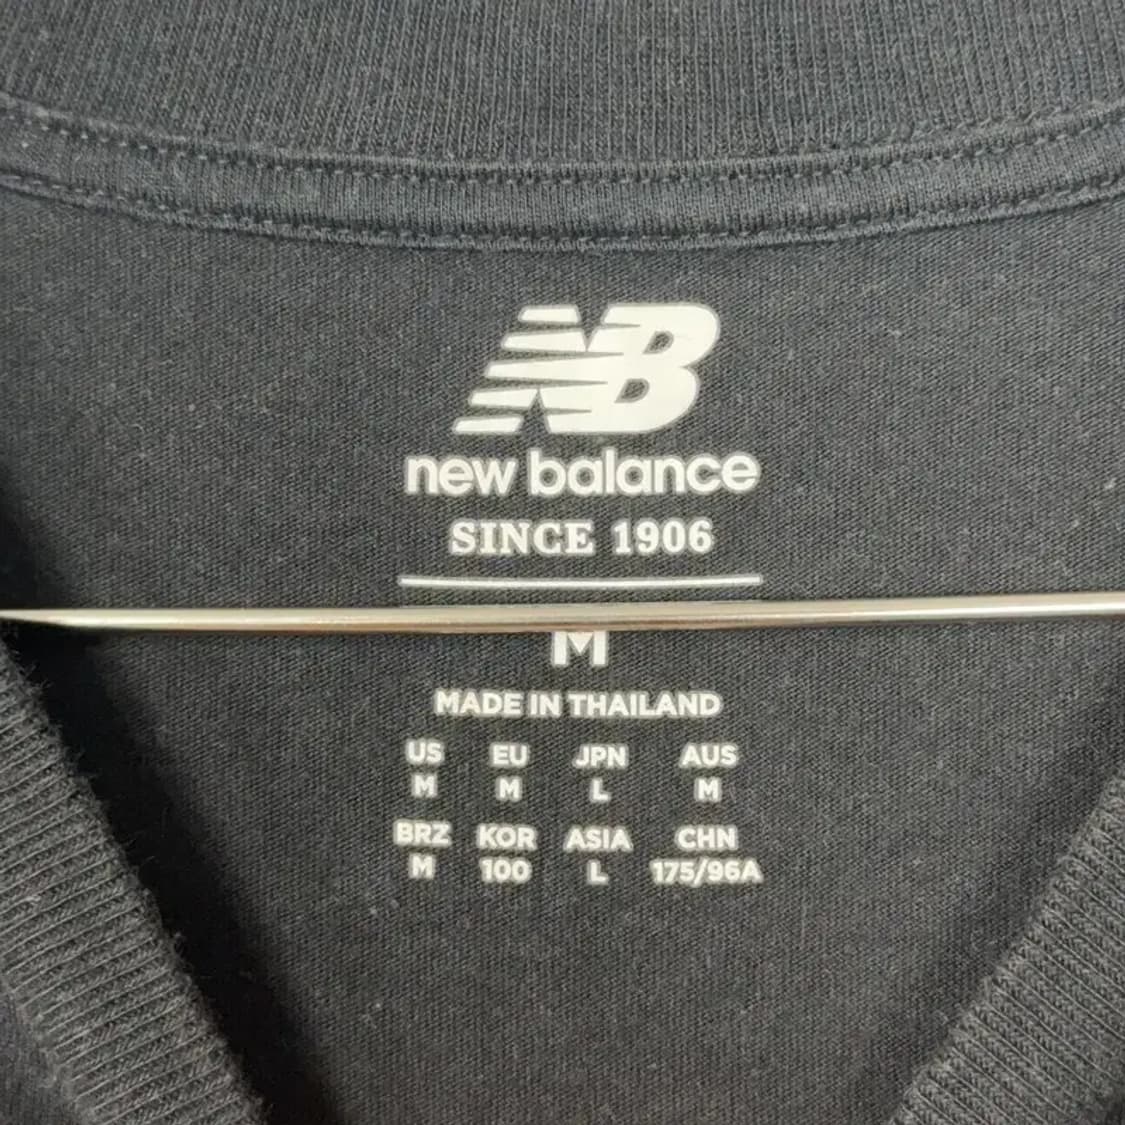 NB
new balance
SINCE 1906
M
MADE IN THAILAND
US EU JPN AUS
M M L M
BRZ KOR ASIA CHN
M 100 L 175/96A